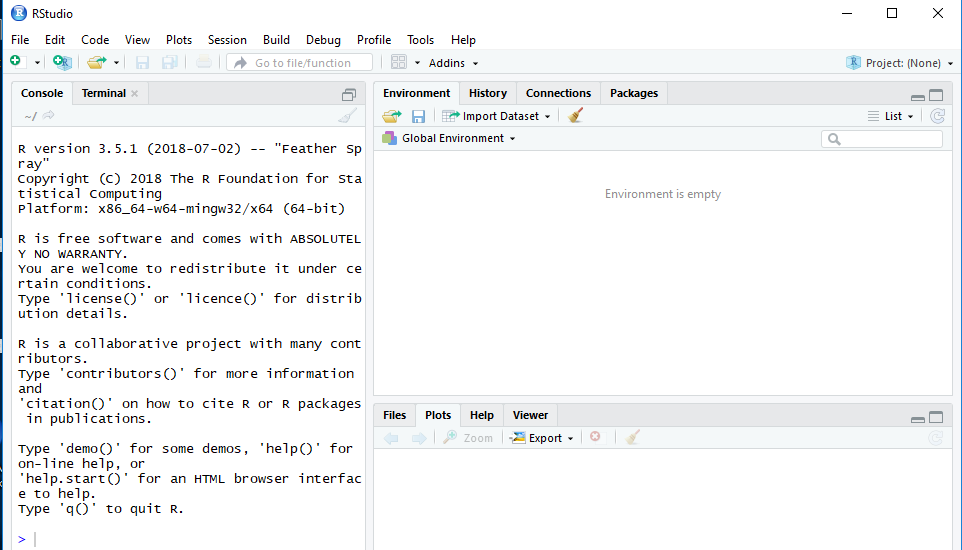 RStudio
File Edit Code View Plots Session Build Debug Profile Tools Help
Go to file/function Addins Project: (None)
Console Terminal
~/
R version 3.5.1 (2018-07-02) -- "Feather Sp
ray"
Copyright (C) 2018 The R Foundation for Sta
tistical Computing
Platform: x86_64-w64-mingw32/x64 (64-bit)
R is free software and comes with ABSOLUTEL
Y NO WARRANTY.
You are welcome to redistribute it under ce
rtain conditions.
Type 'license()' or 'licence()' for distrib
ution details.
R is a collaborative project with many cont
ributors.
Type 'contributors()' for more information
and
'citation()' on how to cite R or R packages
in publications.
Type 'demo()' for some demos, 'help()' for
on-line help, or
'help.start()' for an HTML browser interfac
e to help.
Type 'q()' to quit R.
>
Environment History Connections Packages
Import Dataset List
Global Environment
Environment is empty
Files Plots Help Viewer
Zoom Export